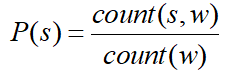 P(s) = count(s, w) / count(w)